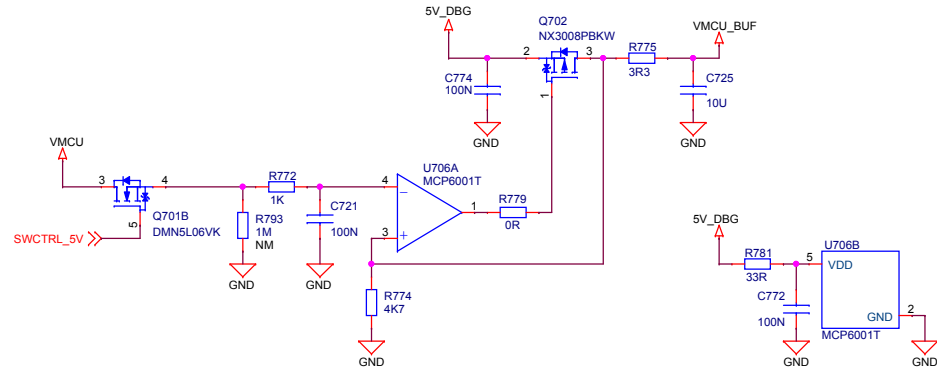 5V_DBG
Q702
NX3008PBKW
VMCU_BUF
2
3
R775
3R3
C774
100N
1
C725
10U
GND
GND
VMCU
3
4
R772
1K
4
U706A
MCP6001T
Q701B
DMN5L06VK
5
SWCTRL_5V
R793
1M
NM
C721
100N
−
+
3
1
R779
0R
GND
GND
R774
4K7
GND
5V_DBG
R781
33R
5
U706B
VDD
GND
2
C772
100N
MCP6001T
GND
GND